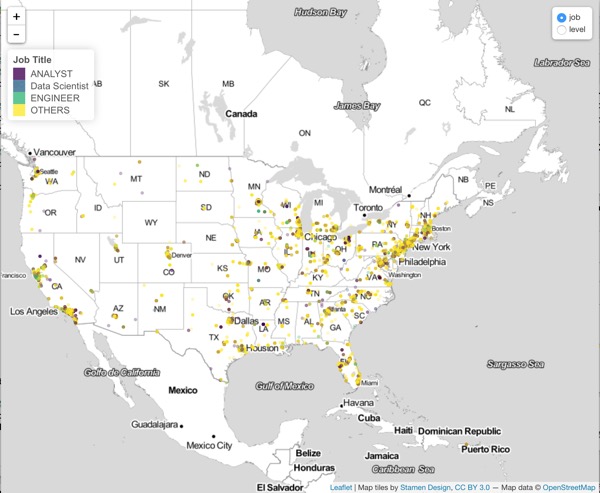 Hudson Bay
+
−
job
level
Job Title
ANALYST
Data Scientist
ENGINEER
OTHERS
Labrador Sea
AB
SK
MB
James Bay
QC
NL
Canada
ON
Vancouver
Seattle
WA
MT
ND
MN
WI
MI
Montréal
Toronto
NB
PE
NS
OR
ID
SD
NY
NH
Boston
WY
IA
Chicago
NE
OH
PA
New York
Philadelphia
NV
UT
Denver
CO
KS
MO
IL
KY
VA
Washington
rancisco
CA
OK
AR
TN
NC
Los Angeles
AZ
NM
Dallas
LA
MS
AL
Atlanta
GA
SC
TX
Houston
FL
Miami
Golfo de California
Gulf of Mexico
Sargasso Sea
Mexico
Havana
Cuba
Guadalajara
Haiti
Dominican Republic
Mexico City
Belize
Jamaica
Puerto Rico
Honduras
Caribbean Sea
El Salvador
Leaflet | Map tiles by Stamen Design, CC BY 3.0 — Map data © OpenStreetMap